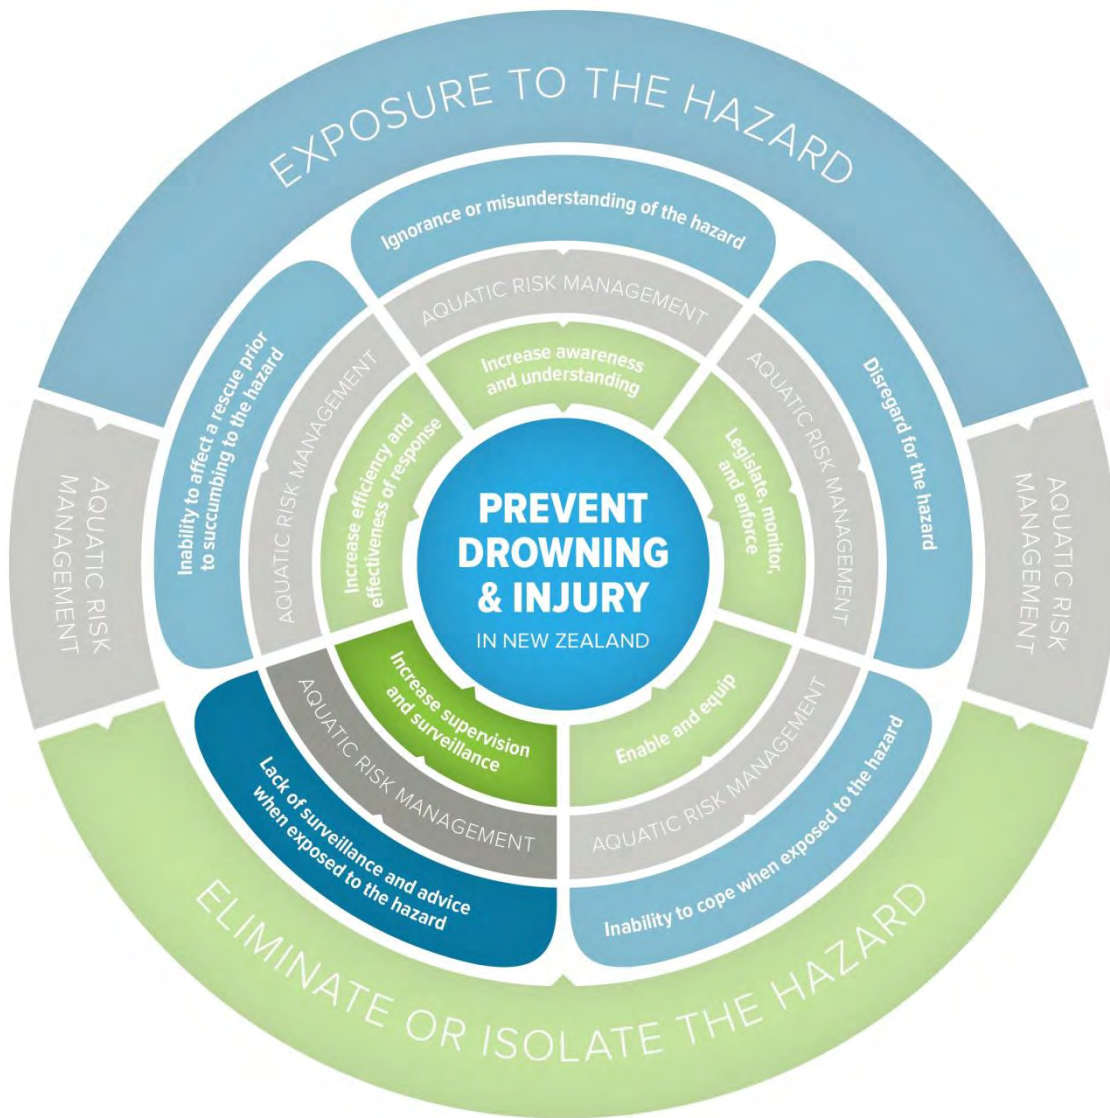 EXPOSURE TO THE HAZARD
Ignorance or misunderstanding of the hazard
AQUATIC RISK MANAGEMENT
Increase awareness
and understanding
Disregard for the hazard
AQUATIC RISK MANAGEMENT
Legislate, monitor,
and enforce
Inability to cope when exposed to the hazard
AQUATIC RISK MANAGEMENT
Enable and equip
Lack of surveillance and advice
when exposed to the hazard
AQUATIC RISK MANAGEMENT
Increase supervision
and surveillance
Inability to affect a rescue prior
to succumbing to the hazard
AQUATIC RISK MANAGEMENT
Increase efficiency and
effectiveness of response
PREVENT
DROWNING
& INJURY
IN NEW ZEALAND
AQUATIC RISK
MANAGEMENT
AQUATIC RISK
MANAGEMENT
ELIMINATE OR ISOLATE THE HAZARD